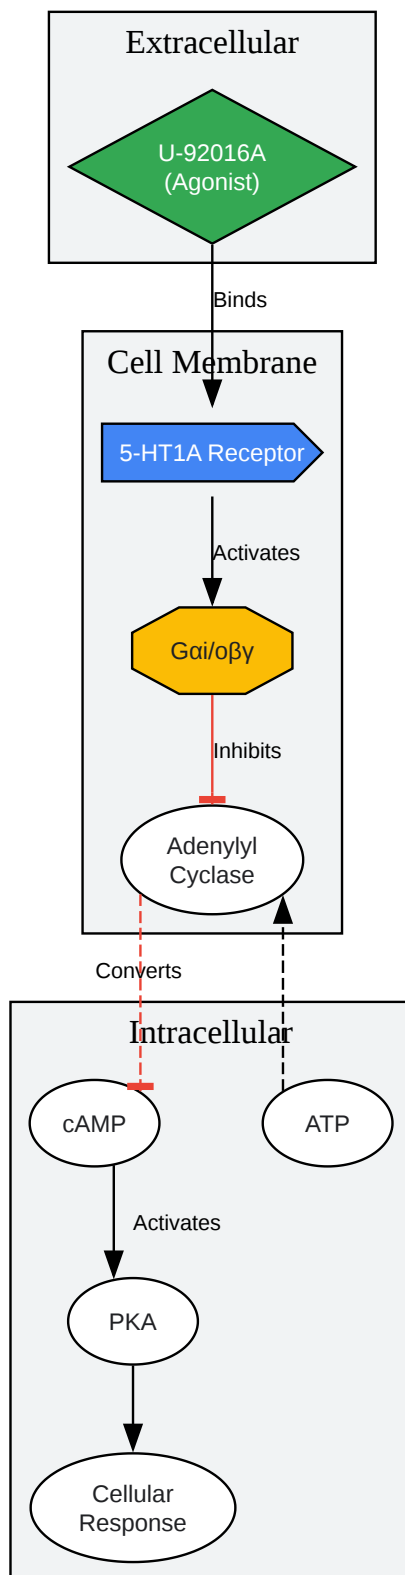 Extracellular
U-92016A
(Agonist)
Binds
Cell Membrane
5-HT1A Receptor
Activates
Gαi/oβγ
Inhibits
Adenylyl
Cyclase
Converts
Intracellular
cAMP
ATP
Activates
PKA
Cellular
Response